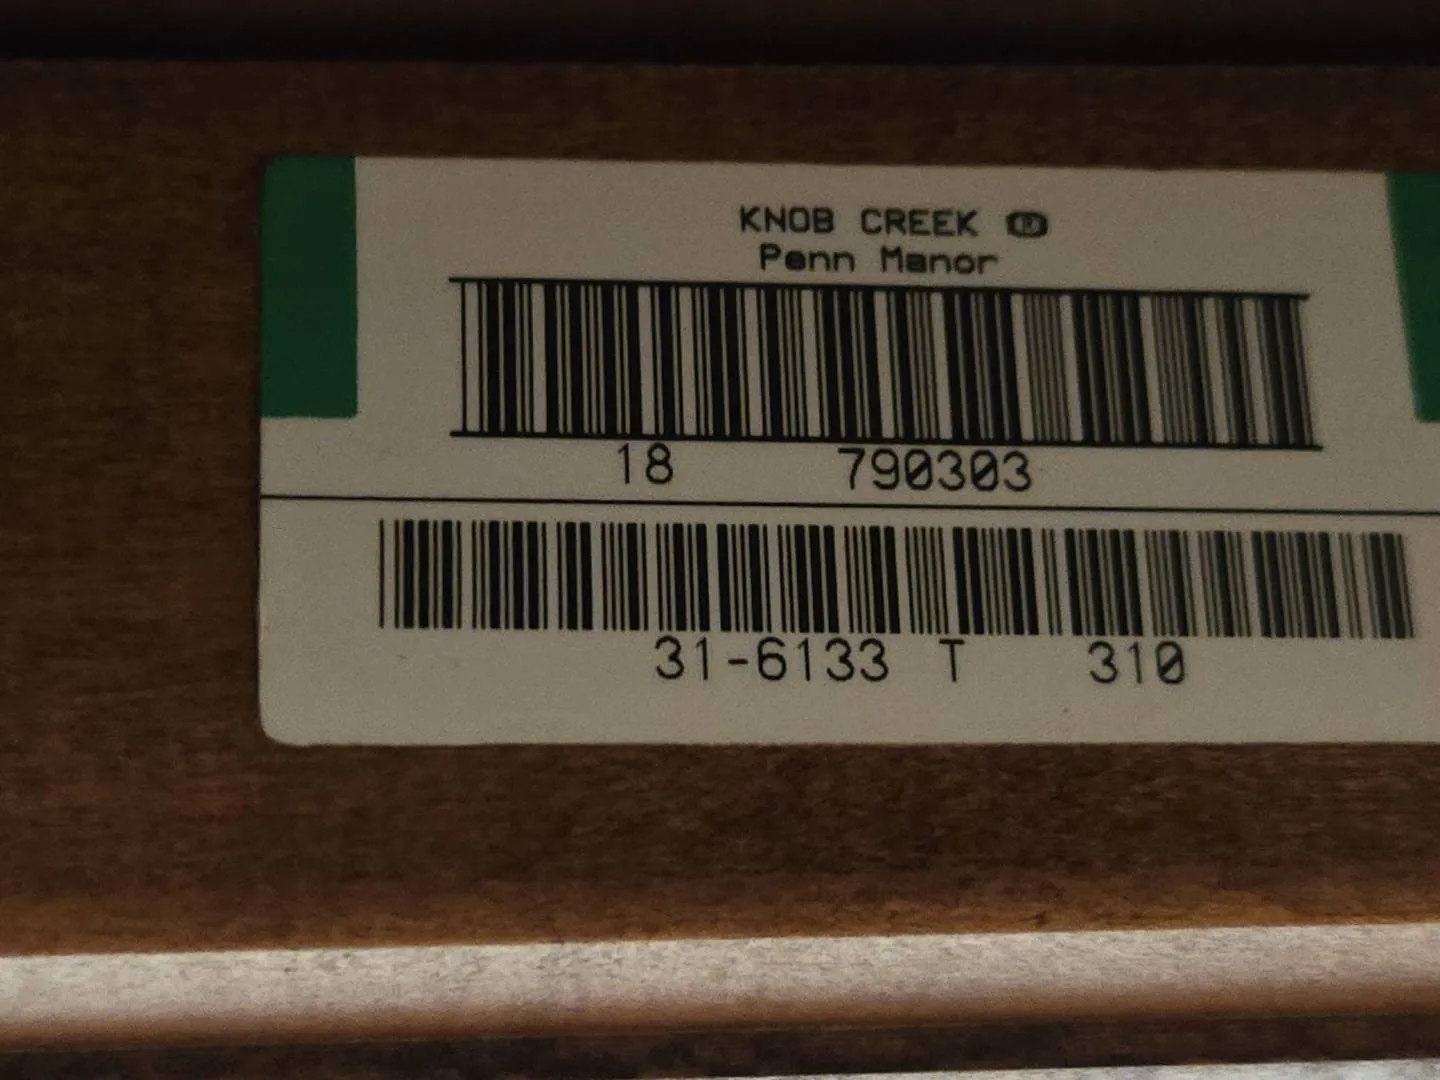 KNOB CREEK ®
Penn Manor
18 790303
31-6133 T 310